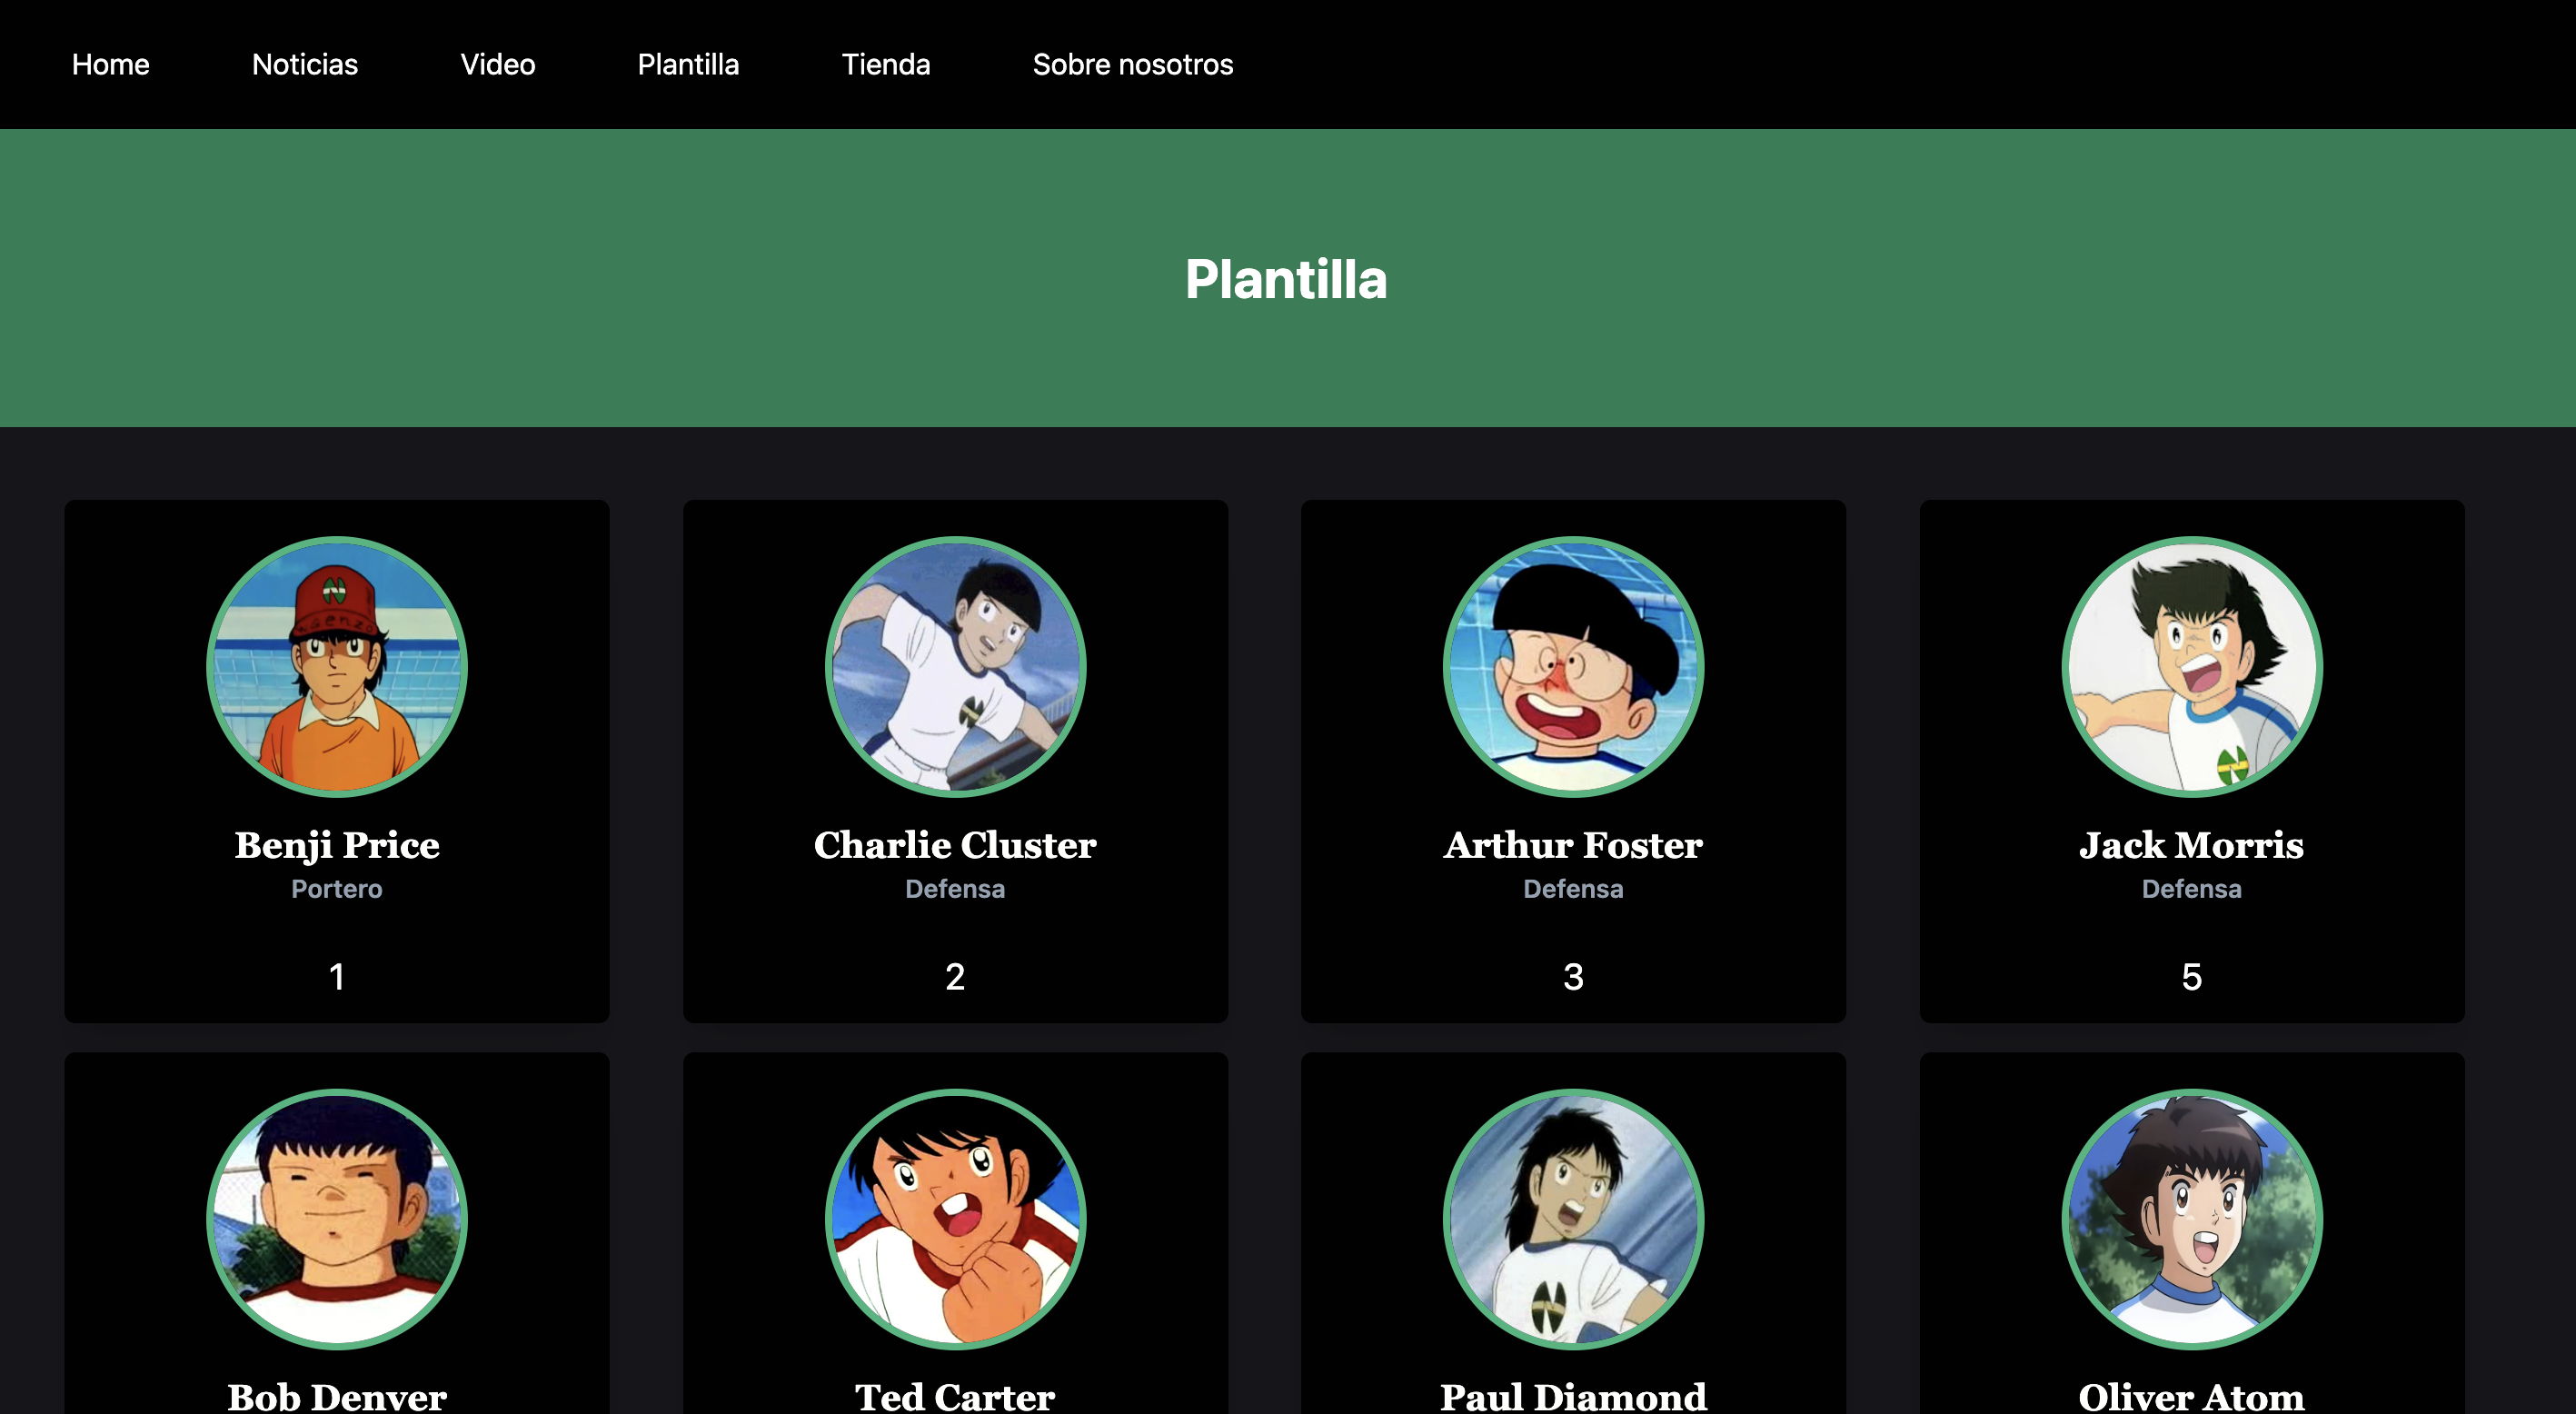 Home Noticias Video Plantilla Tienda Sobre nosotros
Plantilla
Benji Price
Portero
1
Charlie Cluster
Defensa
2
Arthur Foster
Defensa
3
Jack Morris
Defensa
5
Bob Denver
Ted Carter
Paul Diamond
Oliver Atom